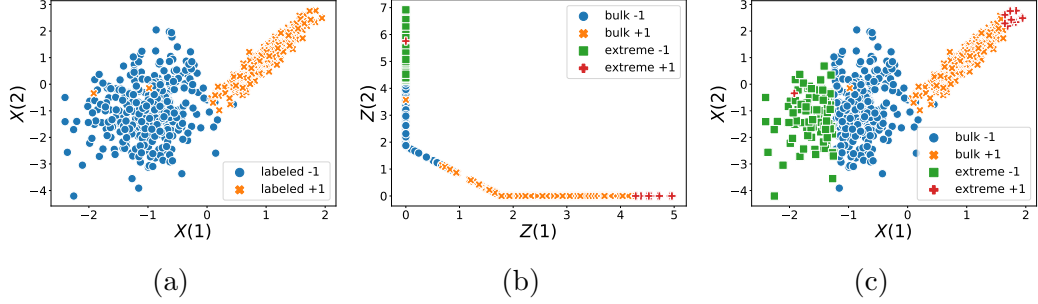 3
2
1
0
−1
−2
−3
−4
X(2)
−2
−1
0
1
2
X(1)
labeled -1
labeled +1
(a)
7
6
5
4
3
2
1
0
Z(2)
0
1
2
3
4
5
Z(1)
bulk -1
bulk +1
extreme -1
extreme +1
(b)
3
2
1
0
−1
−2
−3
−4
X(2)
−2
−1
0
1
2
X(1)
bulk -1
bulk +1
extreme -1
extreme +1
(c)